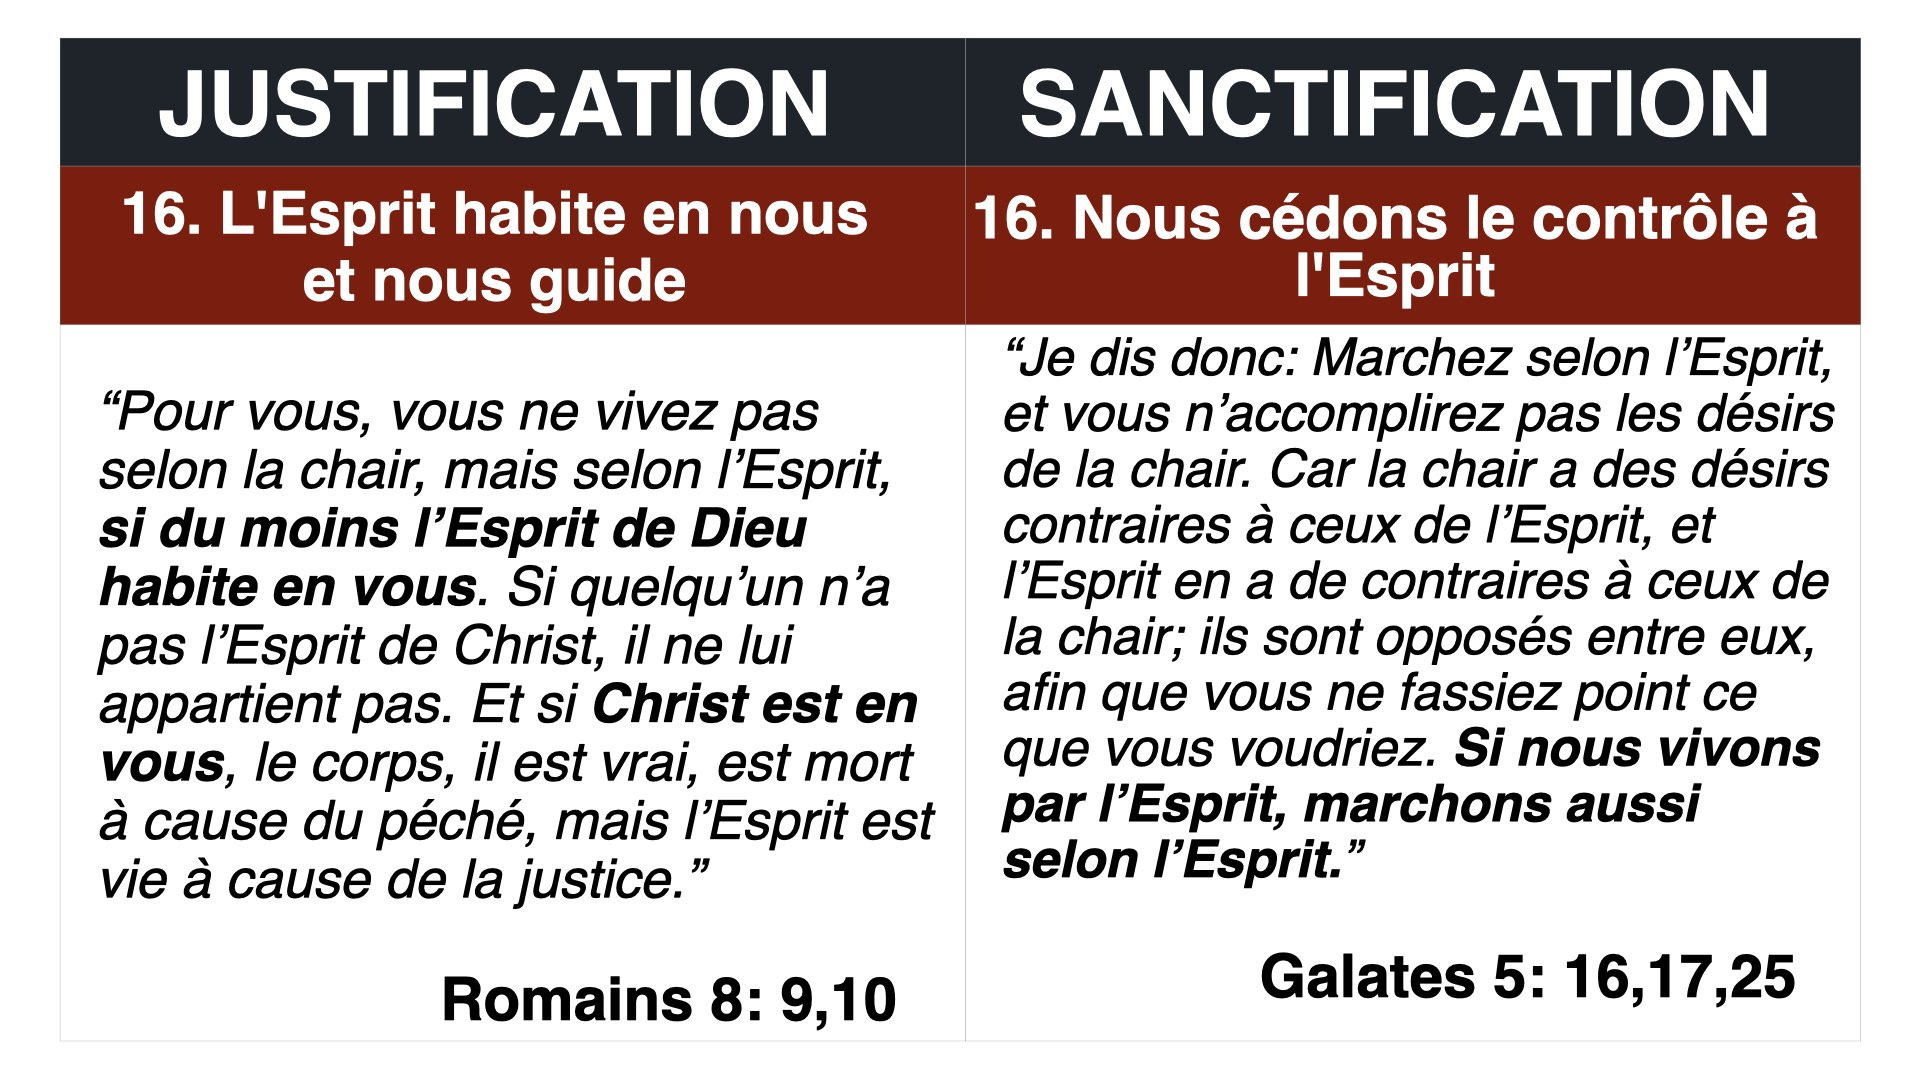 JUSTIFICATION
16. L'Esprit habite en nous
et nous guide
“Pour vous, vous ne vivez pas
selon la chair, mais selon l’Esprit,
si du moins l’Esprit de Dieu
habite en vous. Si quelqu’un n’a
pas l’Esprit de Christ, il ne lui
appartient pas. Et si Christ est en
vous, le corps, il est vrai, est mort
à cause du péché, mais l’Esprit est
vie à cause de la justice.”
Romains 8: 9,10
SANCTIFICATION
16. Nous cédons le contrôle à
l'Esprit
“Je dis donc: Marchez selon l’Esprit,
et vous n’accomplirez pas les désirs
de la chair. Car la chair a des désirs
contraires à ceux de l’Esprit, et
l’Esprit en a de contraires à ceux de
la chair; ils sont opposés entre eux,
afin que vous ne fassiez point ce
que vous voudriez. Si nous vivons
par l’Esprit, marchons aussi
selon l’Esprit.”
Galates 5: 16,17,25